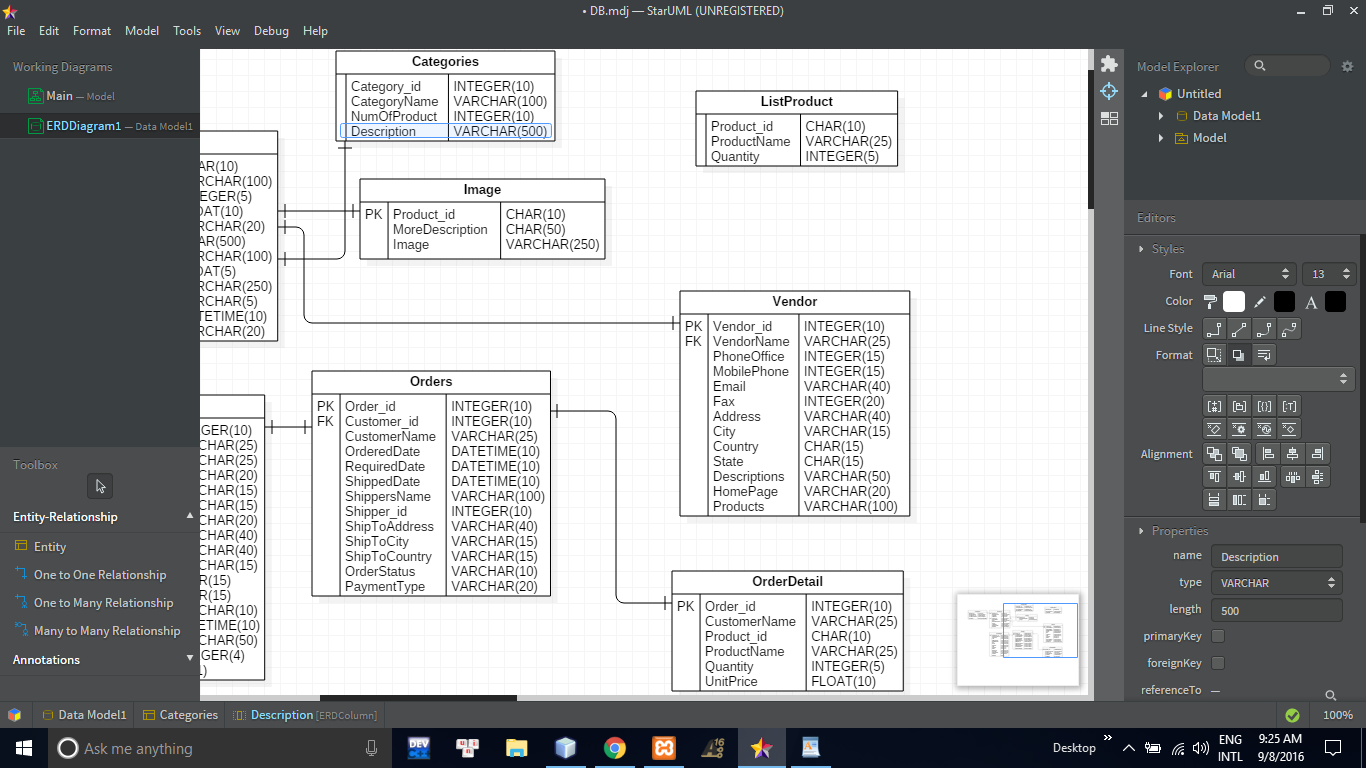 • DB.mdj — StarUML (UNREGISTERED)
File Edit Format Model Tools View Debug Help
Working Diagrams
Main — Model
ERDDiagram1 — Data Model1
Toolbox
Entity-Relationship
Entity
One to One Relationship
One to Many Relationship
Many to Many Relationship
Annotations
AR(10)
RCHAR(100)
EGER(5)
OAT(10)
RCHAR(20)
AR(500)
RCHAR(100)
OAT(5)
RCHAR(250)
RCHAR(5)
TETIME(10)
RCHAR(20)
GER(10)
CHAR(25)
CHAR(25)
CHAR(20)
CHAR(15)
CHAR(15)
CHAR(20)
CHAR(40)
CHAR(40)
CHAR(15)
R(15)
R(15)
CHAR(10)
ETIME(10)
CHAR(50)
GER(4)
Categories
Category_id INTEGER(10)
CategoryName VARCHAR(100)
NumOfProduct INTEGER(10)
Description VARCHAR(500)
Image
PK Product_id CHAR(10)
MoreDescription CHAR(50)
Image VARCHAR(250)
ListProduct
Product_id CHAR(10)
ProductName VARCHAR(25)
Quantity INTEGER(5)
Orders
PK Order_id INTEGER(10)
FK Customer_id INTEGER(10)
CustomerName VARCHAR(25)
OrderedDate DATETIME(10)
RequiredDate DATETIME(10)
ShippedDate DATETIME(10)
ShippersName VARCHAR(100)
Shipper_id INTEGER(10)
ShipToAddress VARCHAR(40)
ShipToCity VARCHAR(15)
ShipToCountry VARCHAR(15)
OrderStatus VARCHAR(10)
PaymentType VARCHAR(20)
Vendor
PK Vendor_id INTEGER(10)
FK VendorName VARCHAR(25)
PhoneOffice INTEGER(15)
MobilePhone INTEGER(15)
Email VARCHAR(40)
Fax INTEGER(20)
Address VARCHAR(40)
City VARCHAR(15)
Country CHAR(15)
State CHAR(15)
Descriptions VARCHAR(50)
HomePage VARCHAR(20)
Products VARCHAR(100)
OrderDetail
PK Order_id INTEGER(10)
CustomerName VARCHAR(25)
Product_id CHAR(10)
ProductName VARCHAR(25)
Quantity INTEGER(5)
UnitPrice FLOAT(10)
Model Explorer
Untitled
Data Model1
Model
Editors
Styles
Font Arial 13
Color A
Line Style
Format
Alignment
Properties
name Description
type VARCHAR
length 500
primaryKey
foreignKey
referenceTo —
Data Model1 Categories Description [ERDColumn] 100%
Ask me anything
DEV
Desktop
ENG
INTL
9:25 AM
9/8/2016